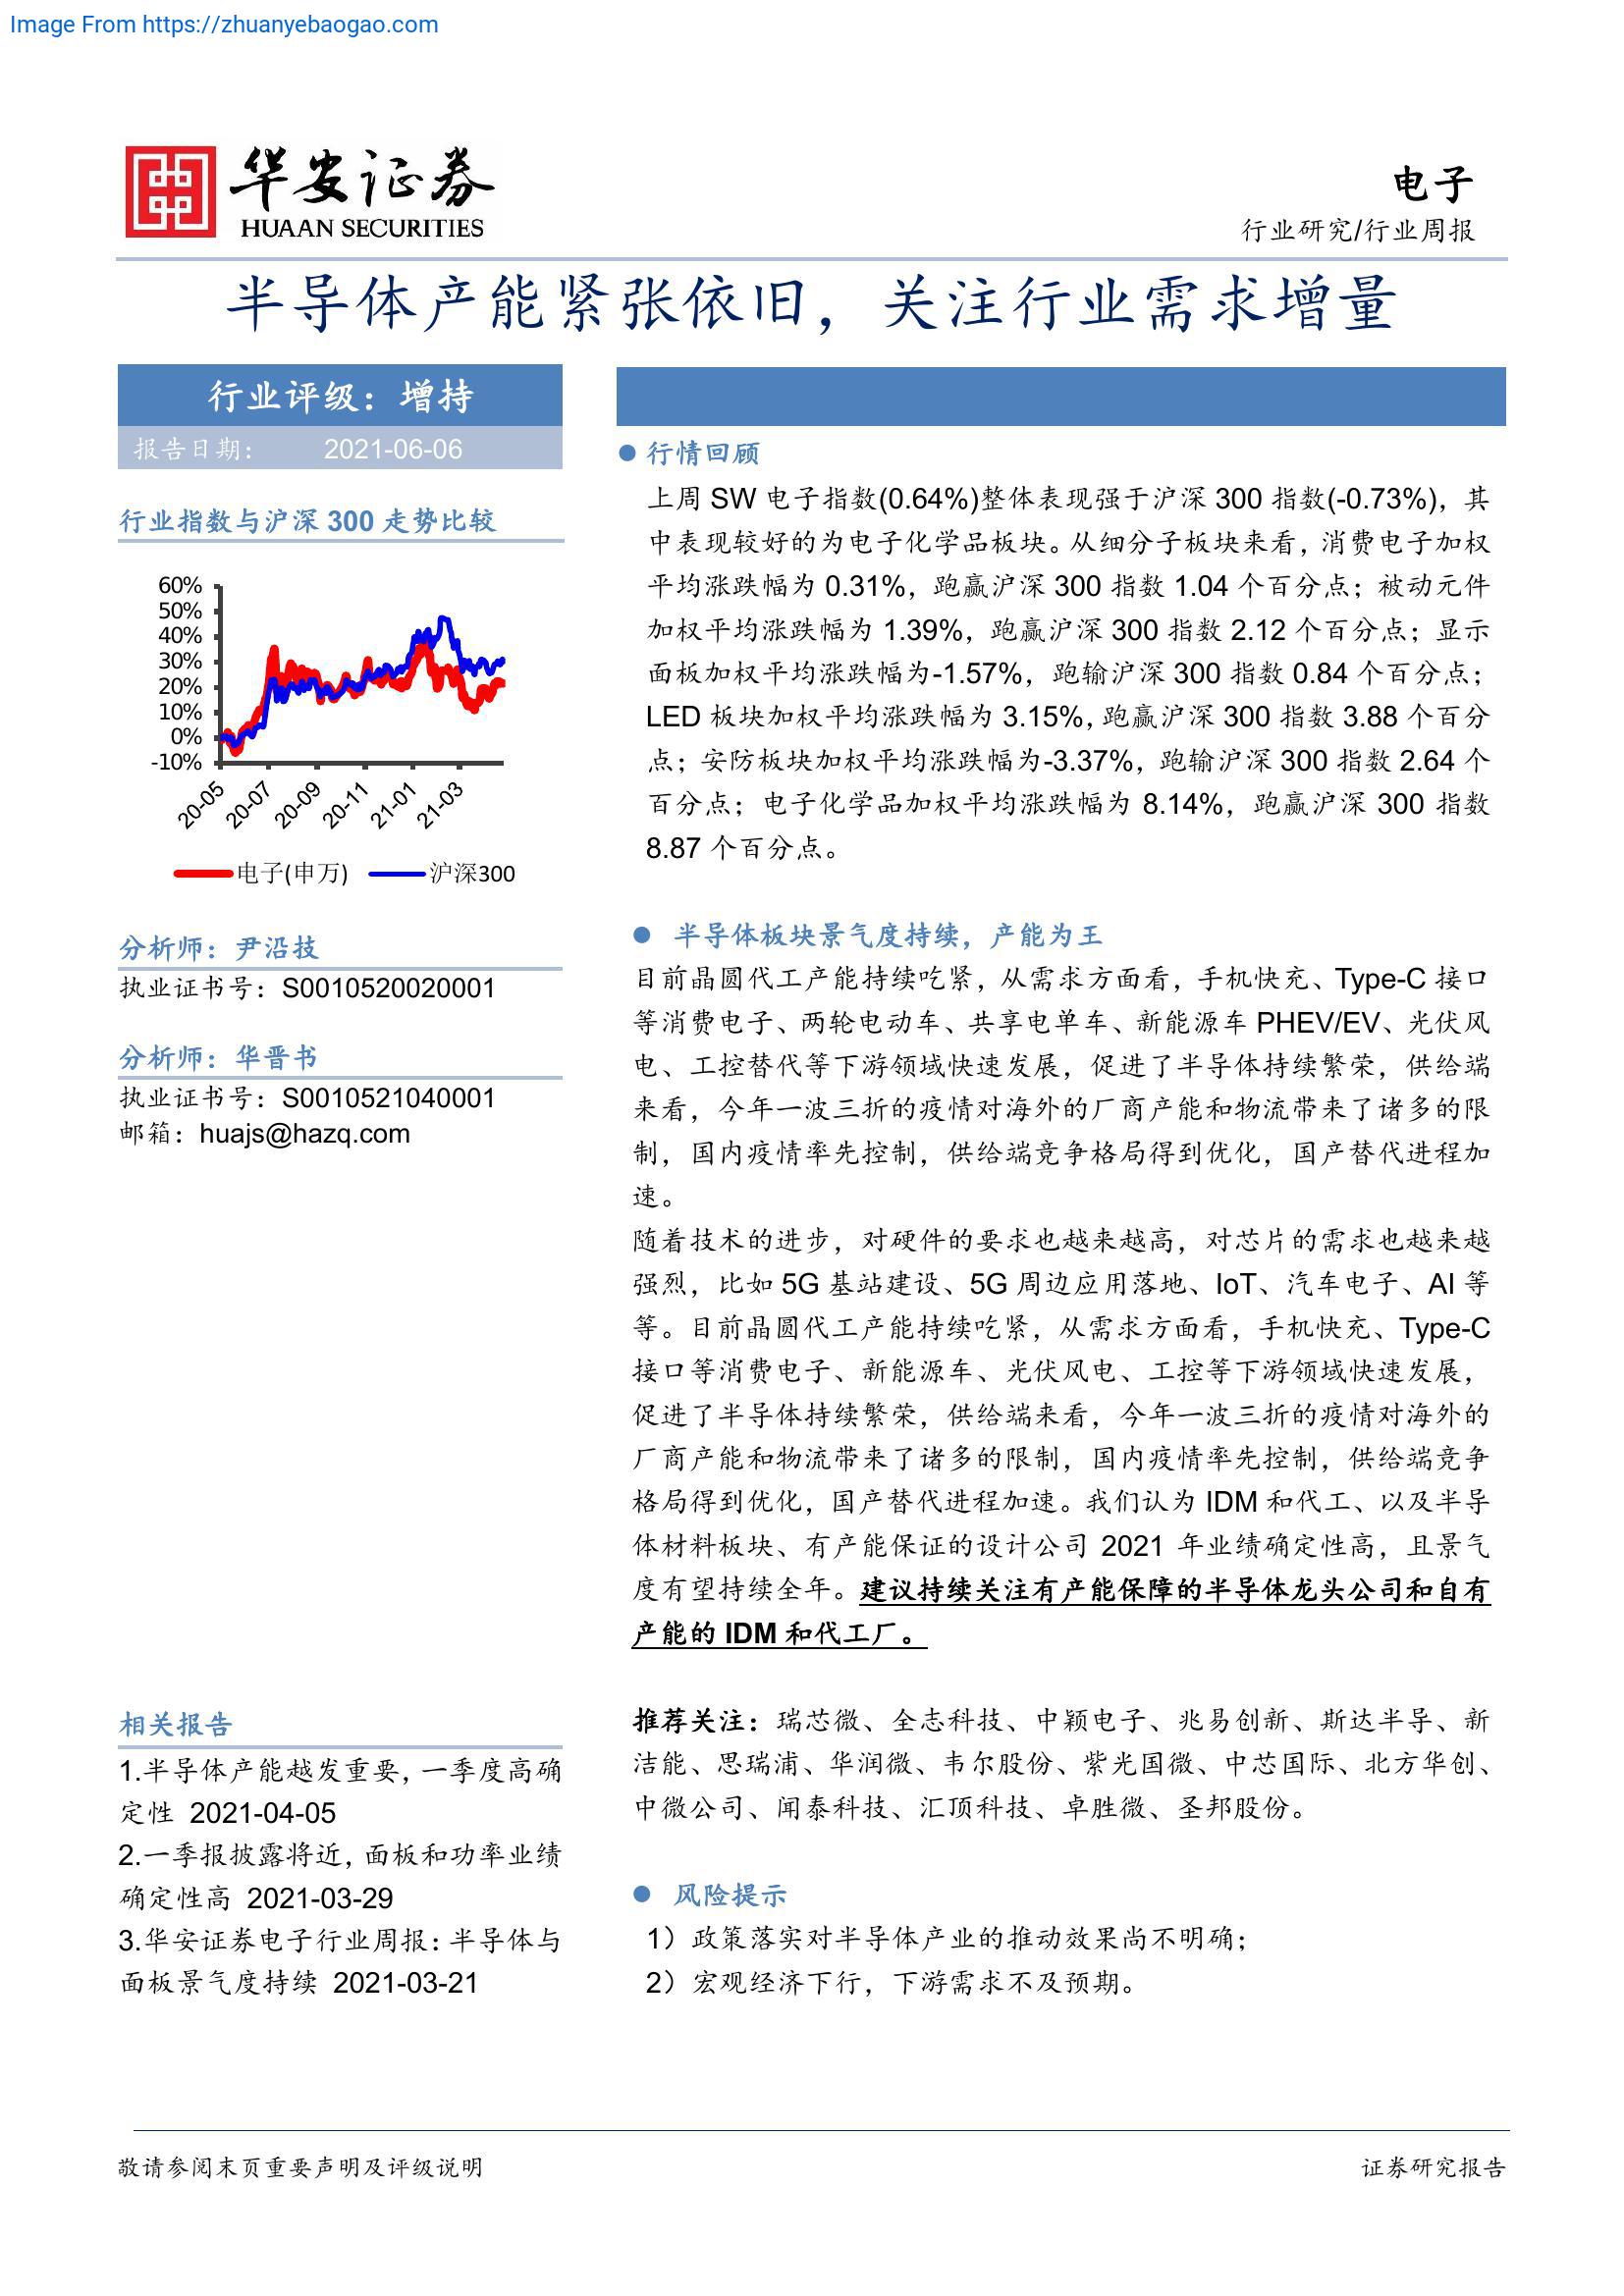 Image From https://zhuanyebaogao.com
华安证券
HUAAN SECURITIES
电子
行业研究/行业周报
半导体产能紧张依旧，关注行业需求增量
行业评级：增持
报告日期： 2021-06-06
行业指数与沪深 300 走势比较
60%
50%
40%
30%
20%
10%
0%
-10%
20-05 20-07 20-09 20-11 21-01 21-03
电子(申万) 沪深300
分析师：尹沿技
执业证书号：S0010520020001
分析师：华晋书
执业证书号：S0010521040001
邮箱：huajs@hazq.com
相关报告
1.半导体产能越发重要，一季度高确
定性 2021-04-05
2.一季报披露将近，面板和功率业绩
确定性高 2021-03-29
3.华安证券电子行业周报：半导体与
面板景气度持续 2021-03-21
● 行情回顾
上周 SW 电子指数(0.64%)整体表现强于沪深 300 指数(-0.73%)，其
中表现较好的为电子化学品板块。从细分子板块来看，消费电子加权
平均涨跌幅为 0.31%，跑赢沪深 300 指数 1.04 个百分点；被动元件
加权平均涨跌幅为 1.39%，跑赢沪深 300 指数 2.12 个百分点；显示
面板加权平均涨跌幅为-1.57%，跑输沪深 300 指数 0.84 个百分点；
LED 板块加权平均涨跌幅为 3.15%，跑赢沪深 300 指数 3.88 个百分
点；安防板块加权平均涨跌幅为-3.37%，跑输沪深 300 指数 2.64 个
百分点；电子化学品加权平均涨跌幅为 8.14%，跑赢沪深 300 指数
8.87 个百分点。
● 半导体板块景气度持续，产能为王
目前晶圆代工产能持续吃紧，从需求方面看，手机快充、Type-C 接口
等消费电子、两轮电动车、共享电单车、新能源车 PHEV/EV、光伏风
电、工控替代等下游领域快速发展，促进了半导体持续繁荣，供给端
来看，今年一波三折的疫情对海外的厂商产能和物流带来了诸多的限
制，国内疫情率先控制，供给端竞争格局得到优化，国产替代进程加
速。
随着技术的进步，对硬件的要求也越来越高，对芯片的需求也越来越
强烈，比如 5G 基站建设、5G 周边应用落地、IoT、汽车电子、AI 等
等。目前晶圆代工产能持续吃紧，从需求方面看，手机快充、Type-C
接口等消费电子、新能源车、光伏风电、工控等下游领域快速发展，
促进了半导体持续繁荣，供给端来看，今年一波三折的疫情对海外的
厂商产能和物流带来了诸多的限制，国内疫情率先控制，供给端竞争
格局得到优化，国产替代进程加速。我们认为 IDM 和代工、以及半导
体材料板块、有产能保证的设计公司 2021 年业绩确定性高，且景气
度有望持续全年。建议持续关注有产能保障的半导体龙头公司和自有
产能的 IDM 和代工厂。
推荐关注：瑞芯微、全志科技、中颖电子、兆易创新、斯达半导、新
洁能、思瑞浦、华润微、韦尔股份、紫光国微、中芯国际、北方华创、
中微公司、闻泰科技、汇顶科技、卓胜微、圣邦股份。
● 风险提示
1）政策落实对半导体产业的推动效果尚不明确；
2）宏观经济下行，下游需求不及预期。
敬请参阅末页重要声明及评级说明
证券研究报告